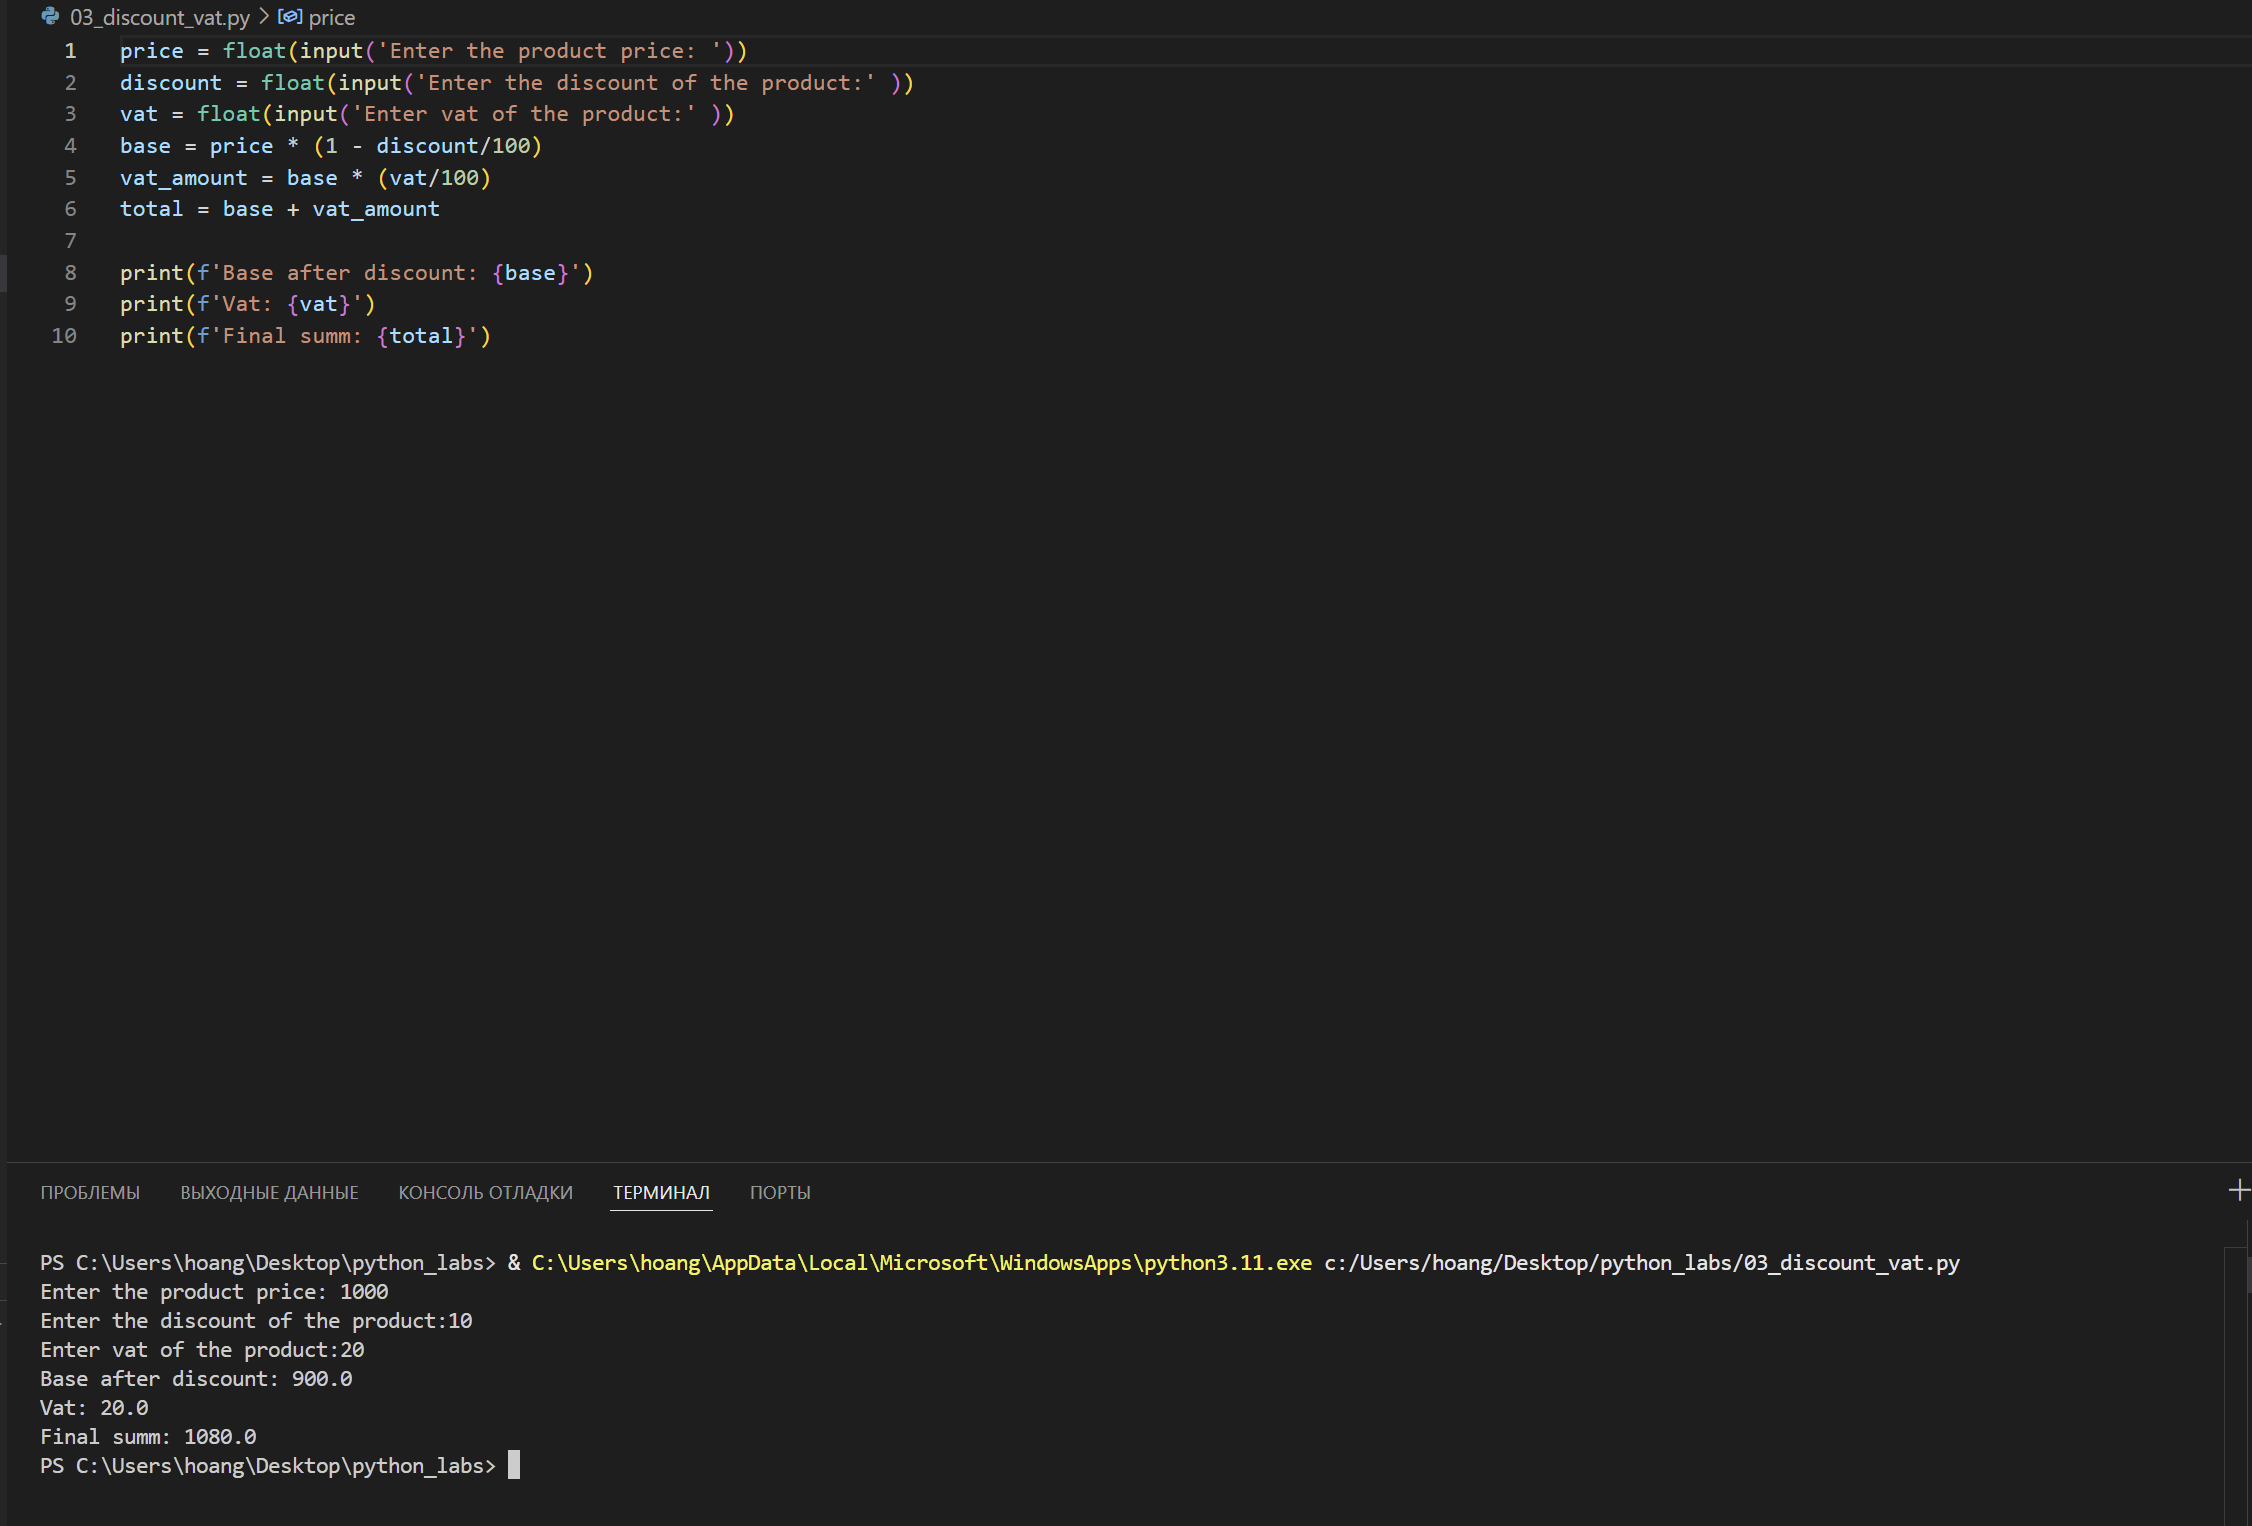 03_discount_vat.py > price
1 price = float(input('Enter the product price: '))
2 discount = float(input('Enter the discount of the product:' ))
3 vat = float(input('Enter vat of the product:' ))
4 base = price * (1 - discount/100)
5 vat_amount = base * (vat/100)
6 total = base + vat_amount
7
8 print(f'Base after discount: {base}')
9 print(f'Vat: {vat}')
10 print(f'Final summ: {total}')
ПРОБЛЕМЫ ВЫХОДНЫЕ ДАННЫЕ КОНСОЛЬ ОТЛАДКИ ТЕРМИНАЛ ПОРТЫ
PS C:\Users\hoang\Desktop\python_labs> & C:\Users\hoang\AppData\Local\Microsoft\WindowsApps\python3.11.exe c:/Users/hoang/Desktop/python_labs/03_discount_vat.py
Enter the product price: 1000
Enter the discount of the product:10
Enter vat of the product:20
Base after discount: 900.0
Vat: 20.0
Final summ: 1080.0
PS C:\Users\hoang\Desktop\python_labs>